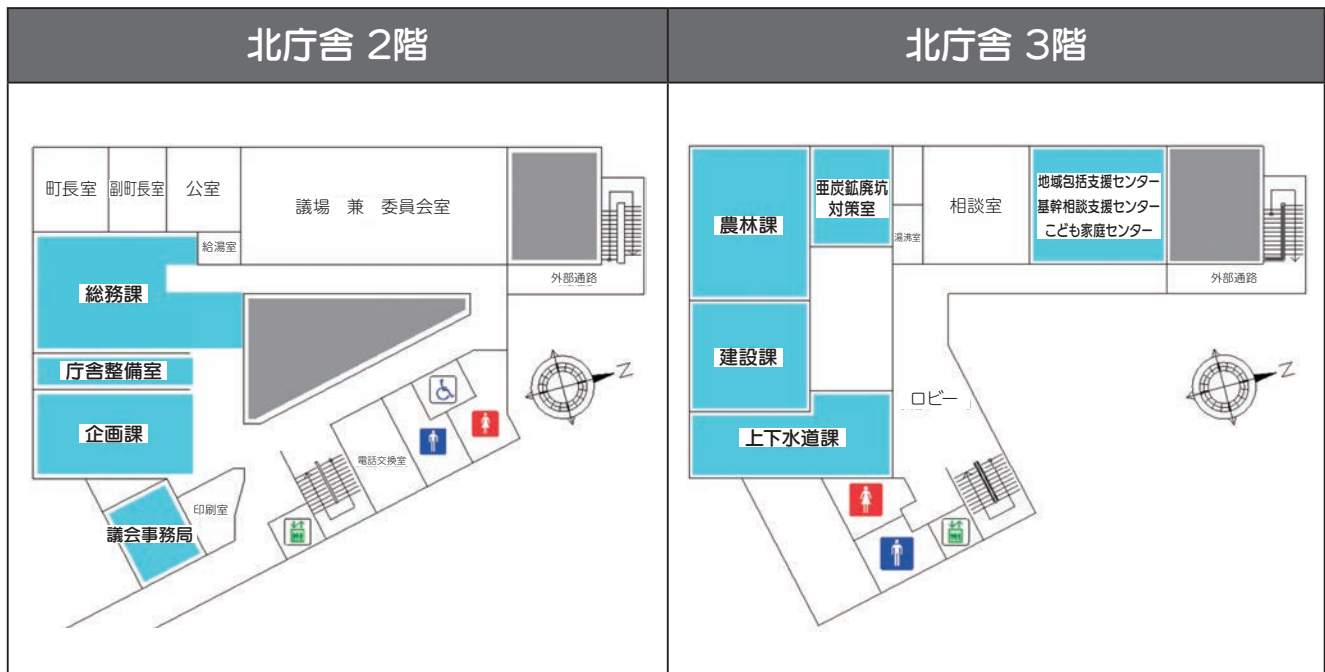 北庁舎 2階
町長室
副町長室
公室
議場 兼 委員会室
給湯室
外部通路
総務課
庁舎整備室
企画課
電話交換室
印刷室
議会事務局
Z
北庁舎 3階
農林課
亜炭鉱廃坑
対策室
湯沸室
相談室
地域包括支援センター
基幹相談支援センター
こども家庭センター
外部通路
建設課
ロビー
上下水道課
Z